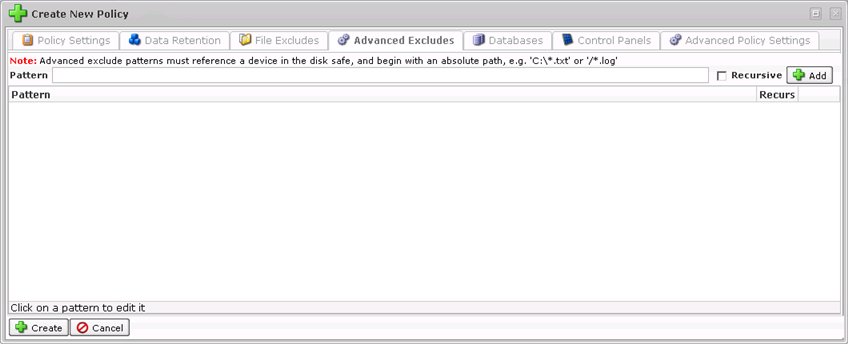 Create New Policy
Policy Settings Data Retention File Excludes Advanced Excludes Databases Control Panels Advanced Policy Settings
Note: Advanced exclude patterns must reference a device in the disk safe, and begin with an absolute path, e.g. 'C:\*.txt' or '/*.log'
Pattern Recursive Add
Pattern Recurs
Click on a pattern to edit it
Create Cancel